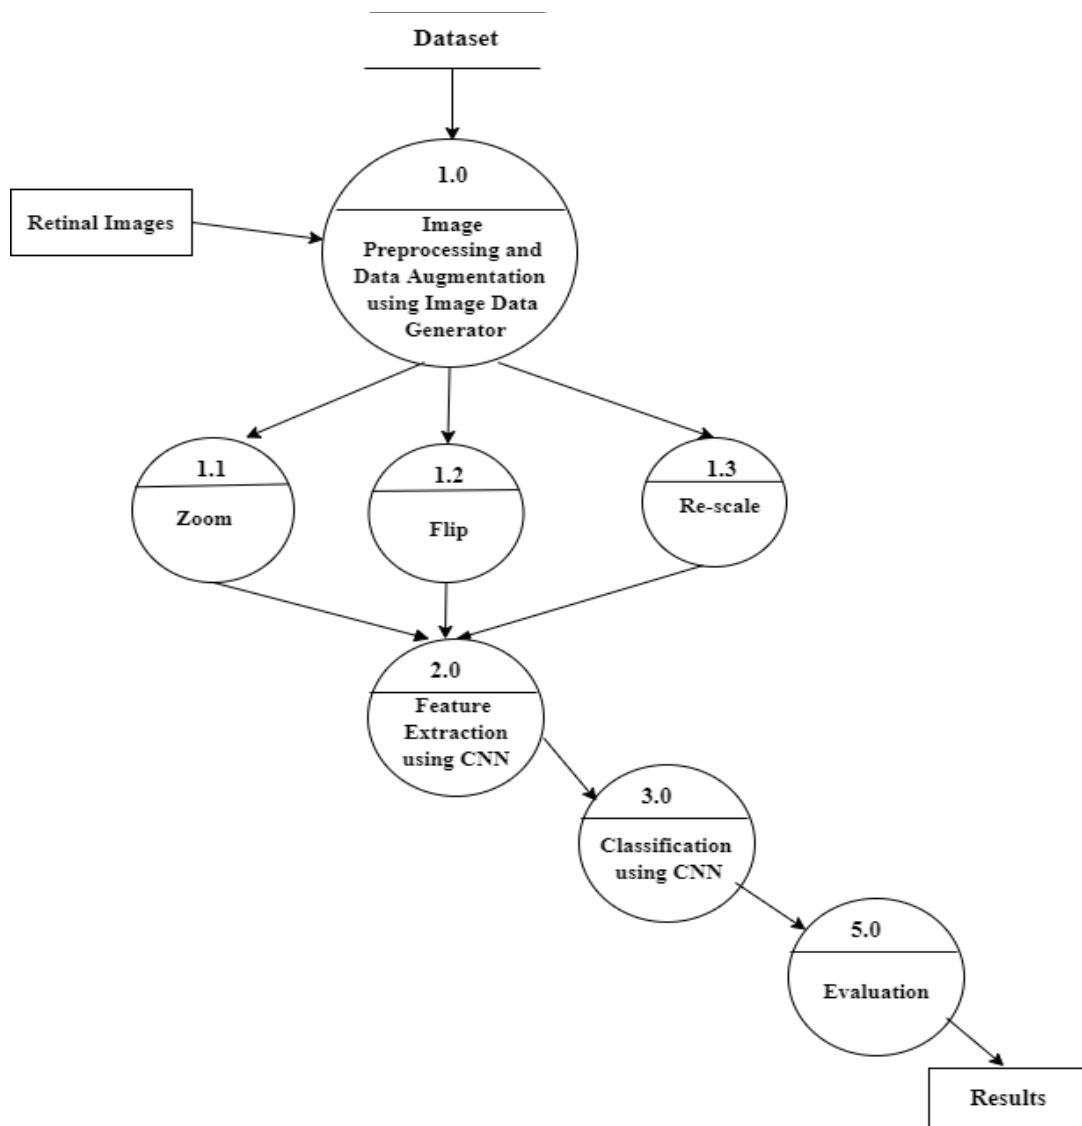 Dataset
1.0
Retinal Images
Image
Preprocessing and
Data Augmentation
using Image Data
Generator
1.1
Zoom
1.2
Flip
1.3
Re-scale
2.0
Feature
Extraction
using CNN
3.0
Classification
using CNN
5.0
Evaluation
Results